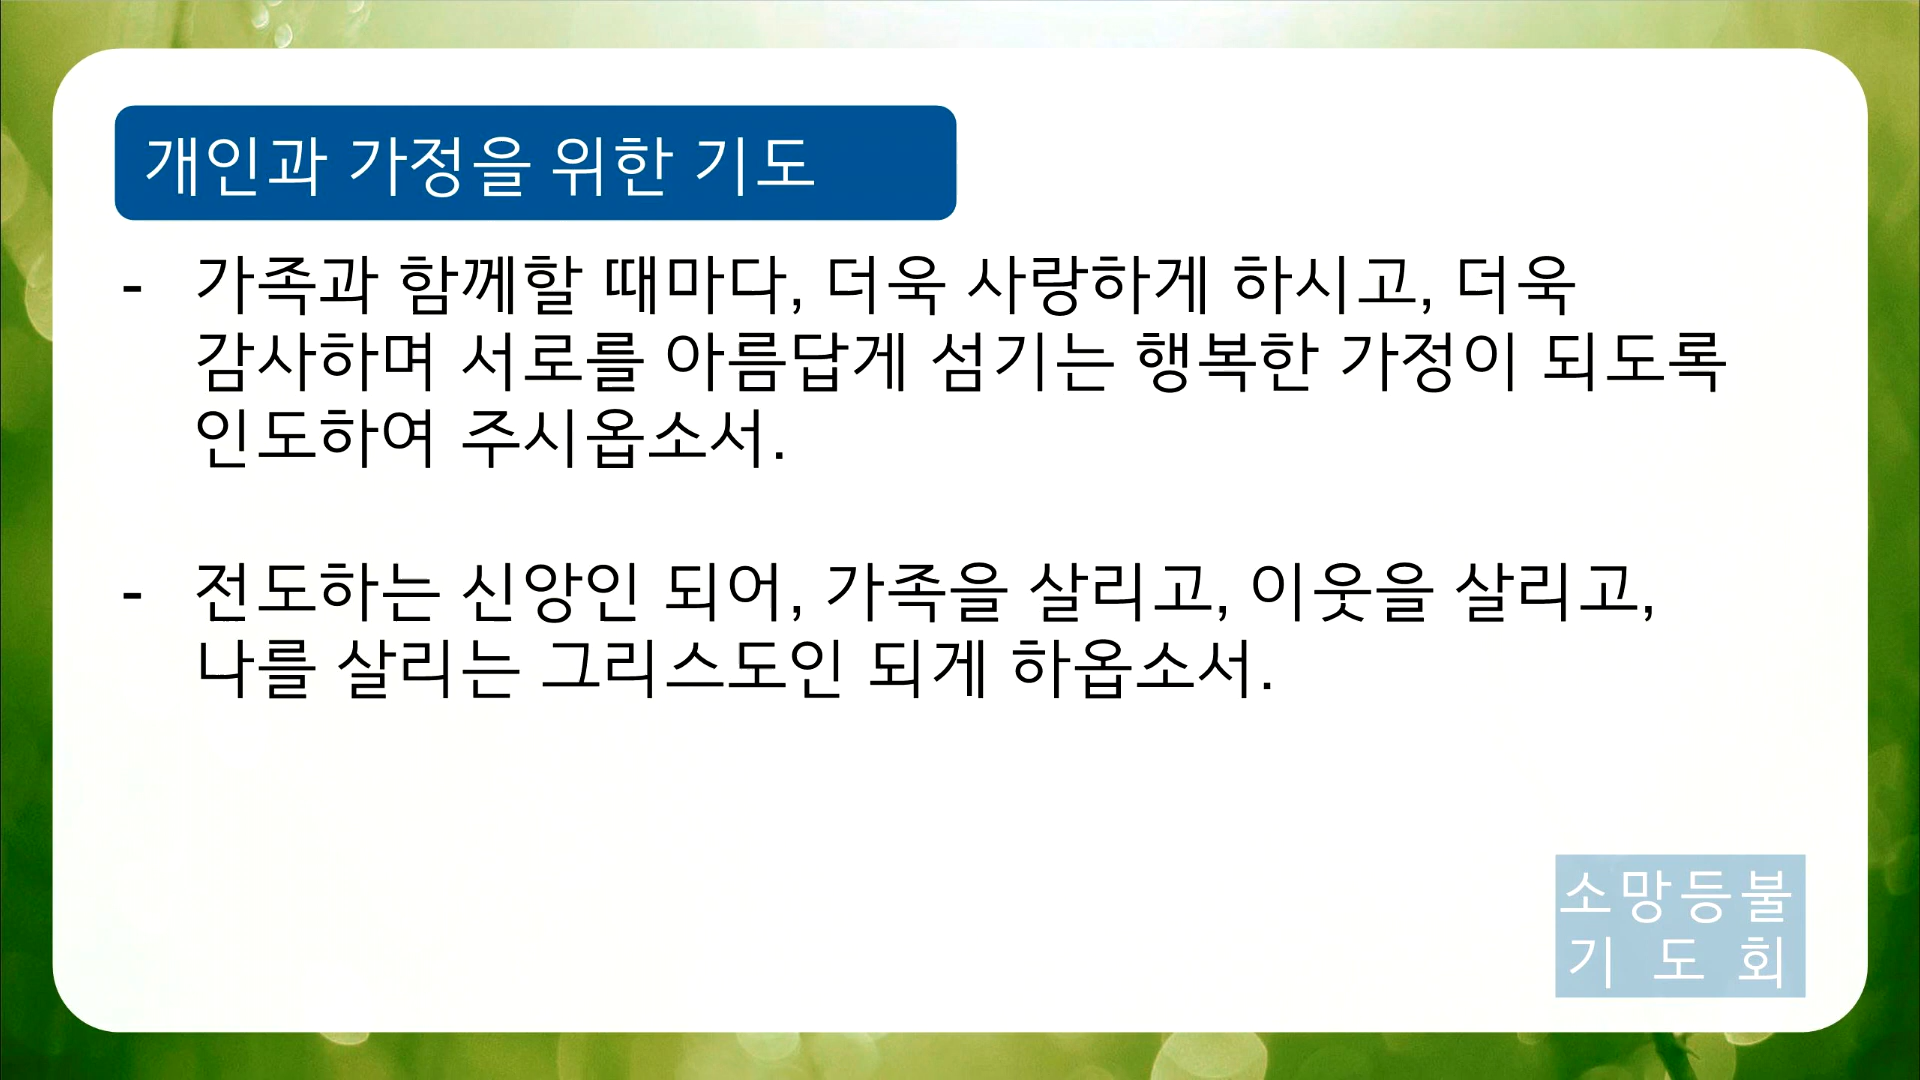 개인과 가정을 위한 기도
- 가족과 함께할 때마다, 더욱 사랑하게 하시고, 더욱
감사하며 서로를 아름답게 섬기는 행복한 가정이 되도록
인도하여 주시옵소서.
- 전도하는 신앙인 되어, 가족을 살리고, 이웃을 살리고,
나를 살리는 그리스도인 되게 하옵소서.
소망등불
기 도 회